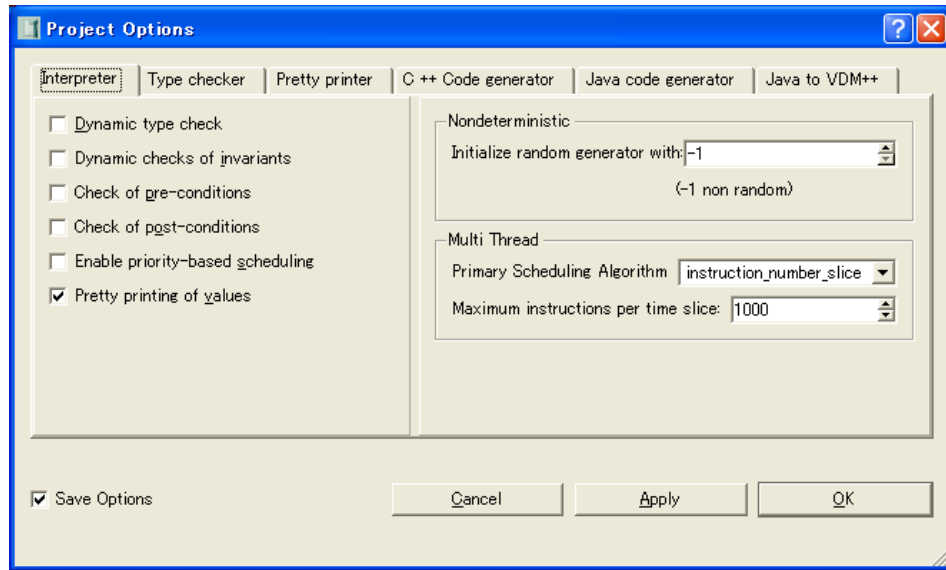 Project Options
Interpreter
Type checker
Pretty printer
C ++ Code generator
Java code generator
Java to VDM++
Dynamic type check
Dynamic checks of invariants
Check of pre-conditions
Check of post-conditions
Enable priority-based scheduling
Pretty printing of values
Nondeterministic
Initialize random generator with: -1
(-1 non random)
Multi Thread
Primary Scheduling Algorithm instruction_number_slice
Maximum instructions per time slice: 1000
Save Options
Cancel
Apply
OK